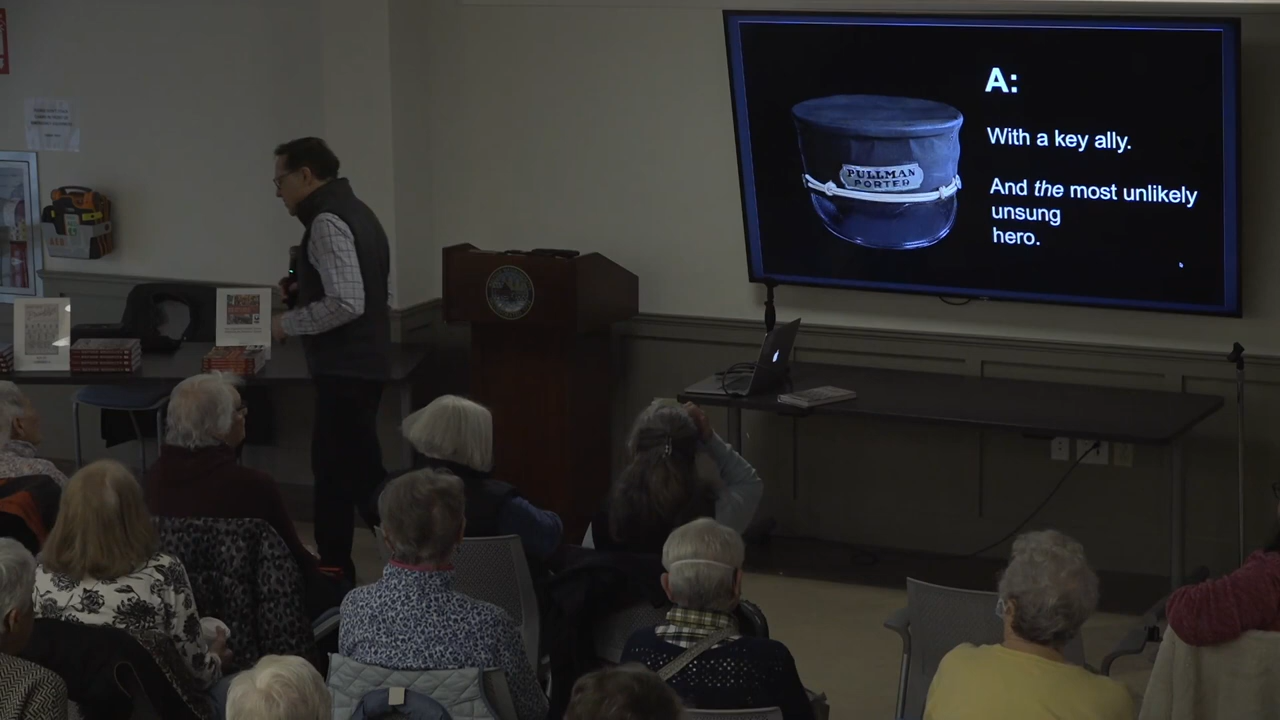 A:
With a key ally.
And the most unlikely
unsung
hero.
PULLMAN
PORTER